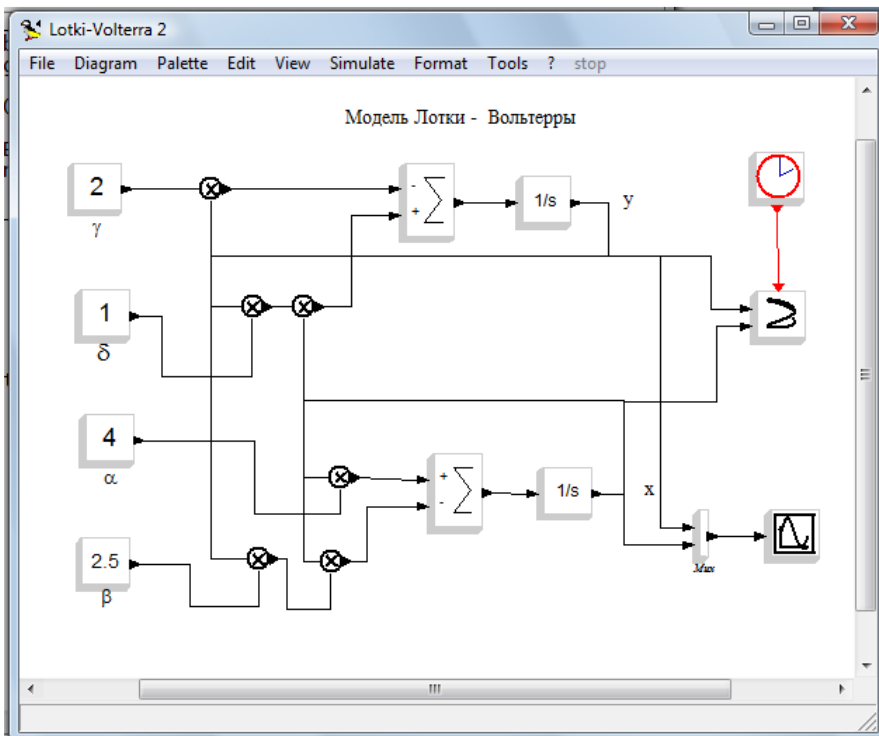 Lotki-Volterra 2
File Diagram Palette Edit View Simulate Format Tools ? stop
Модель Лотки - Вольтерры
2
γ
-
+
1/s
y
1
δ
4
α
+
-
1/s
x
2.5
β
Mux